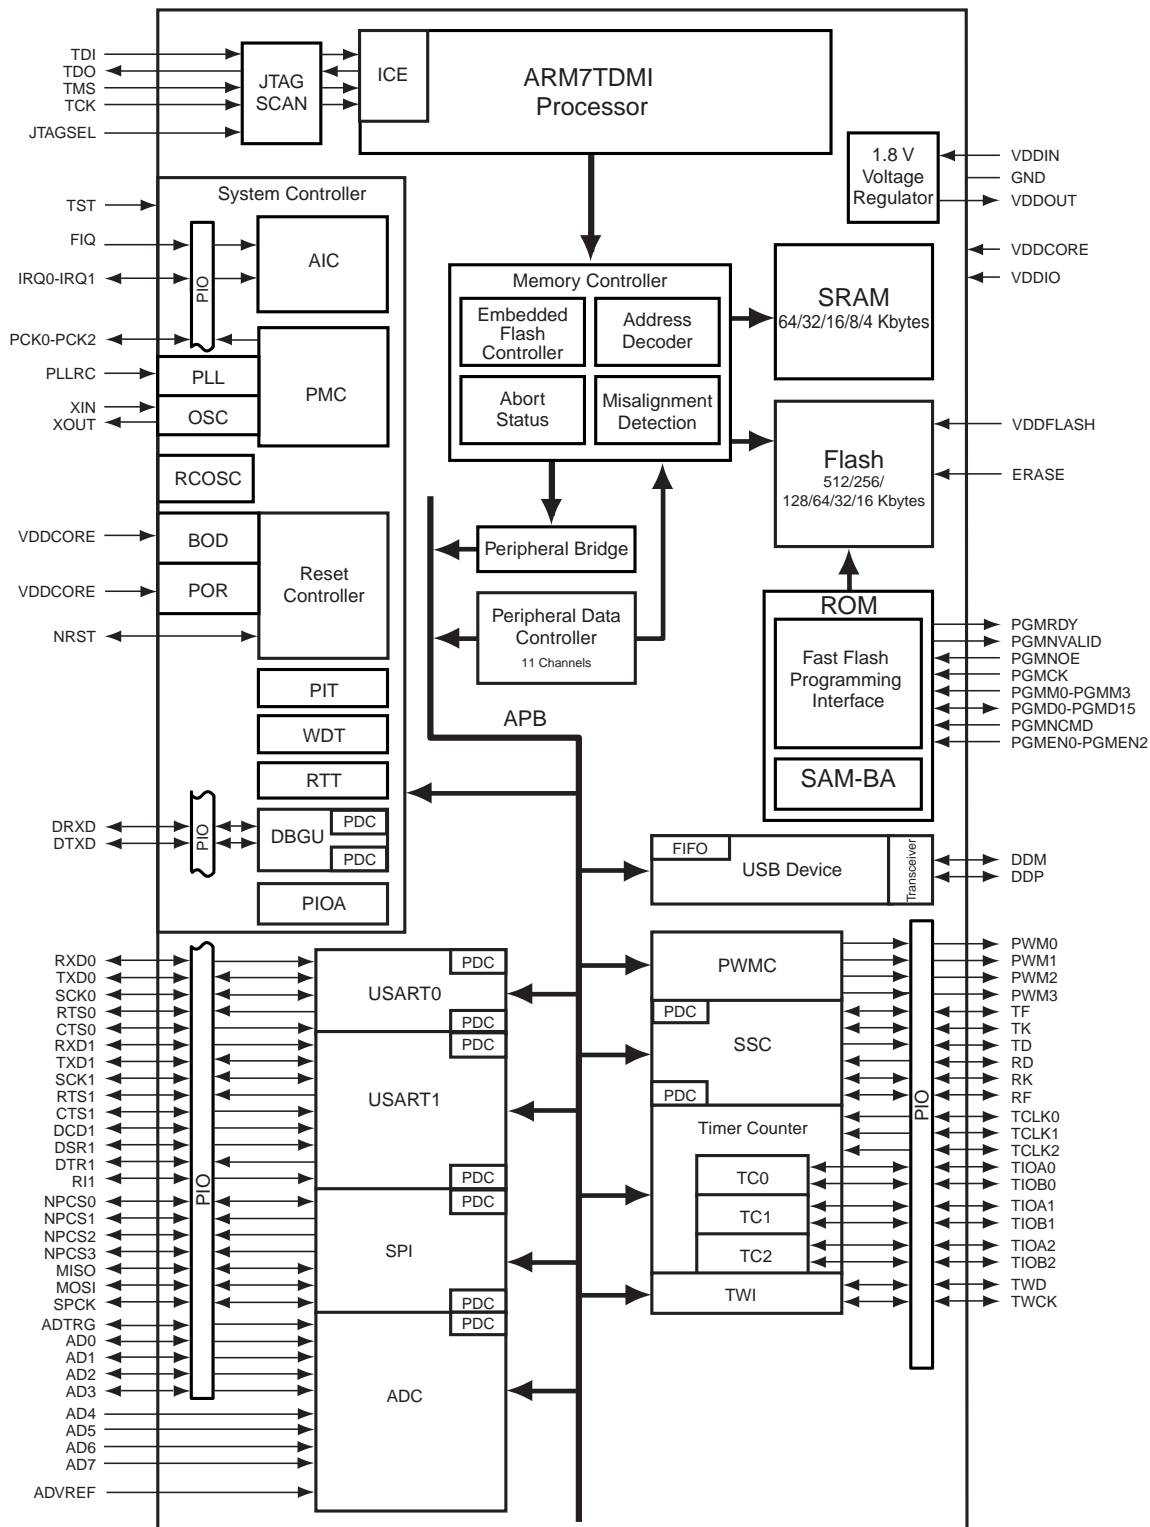 TDI
TDO
TMS
TCK
JTAGSEL
JTAG
SCAN
ICE
ARM7TDMI
Processor
1.8 V
Voltage
Regulator
VDDIN
GND
VDDOUT
VDDCORE
VDDIO
System Controller
TST
FIQ
IRQ0-IRQ1
PIO
AIC
PCK0-PCK2
PLLRC
PLL
XIN
XOUT
OSC
PMC
RCOSC
VDDCORE
BOD
VDDCORE
POR
Reset
Controller
NRST
PIT
WDT
RTT
DRXD
DTXD
PIO
DBGU
PDC
PDC
PIOA
Memory Controller
Embedded
Flash
Controller
Address
Decoder
Abort
Status
Misalignment
Detection
SRAM
64/32/16/8/4 Kbytes
Flash
512/256/
128/64/32/16 Kbytes
VDDFLASH
ERASE
Peripheral Bridge
Peripheral Data
Controller
11 Channels
APB
ROM
Fast Flash
Programming
Interface
SAM-BA
PGMRDY
PGMNVALID
PGMNOE
PGMCK
PGMM0-PGMM3
PGMD0-PGMD15
PGMNCMD
PGMEN0-PGMEN2
FIFO
USB Device
Transceiver
DDM
DDP
RXD0
TXD0
SCK0
RTS0
CTS0
RXD1
TXD1
SCK1
RTS1
CTS1
DCD1
DSR1
DTR1
RI1
NPCS0
NPCS1
NPCS2
NPCS3
MISO
MOSI
SPCK
ADTRG
AD0
AD1
AD2
AD3
AD4
AD5
AD6
AD7
ADVREF
PIO
PDC
USART0
PDC
PDC
USART1
PDC
PDC
SPI
PDC
PDC
ADC
PWMC
PDC
SSC
PDC
Timer Counter
TC0
TC1
TC2
TWI
PIO
PWM0
PWM1
PWM2
PWM3
TF
TK
TD
RD
RK
RF
TCLK0
TCLK1
TCLK2
TIOA0
TIOB0
TIOA1
TIOB1
TIOA2
TIOB2
TWD
TWCK